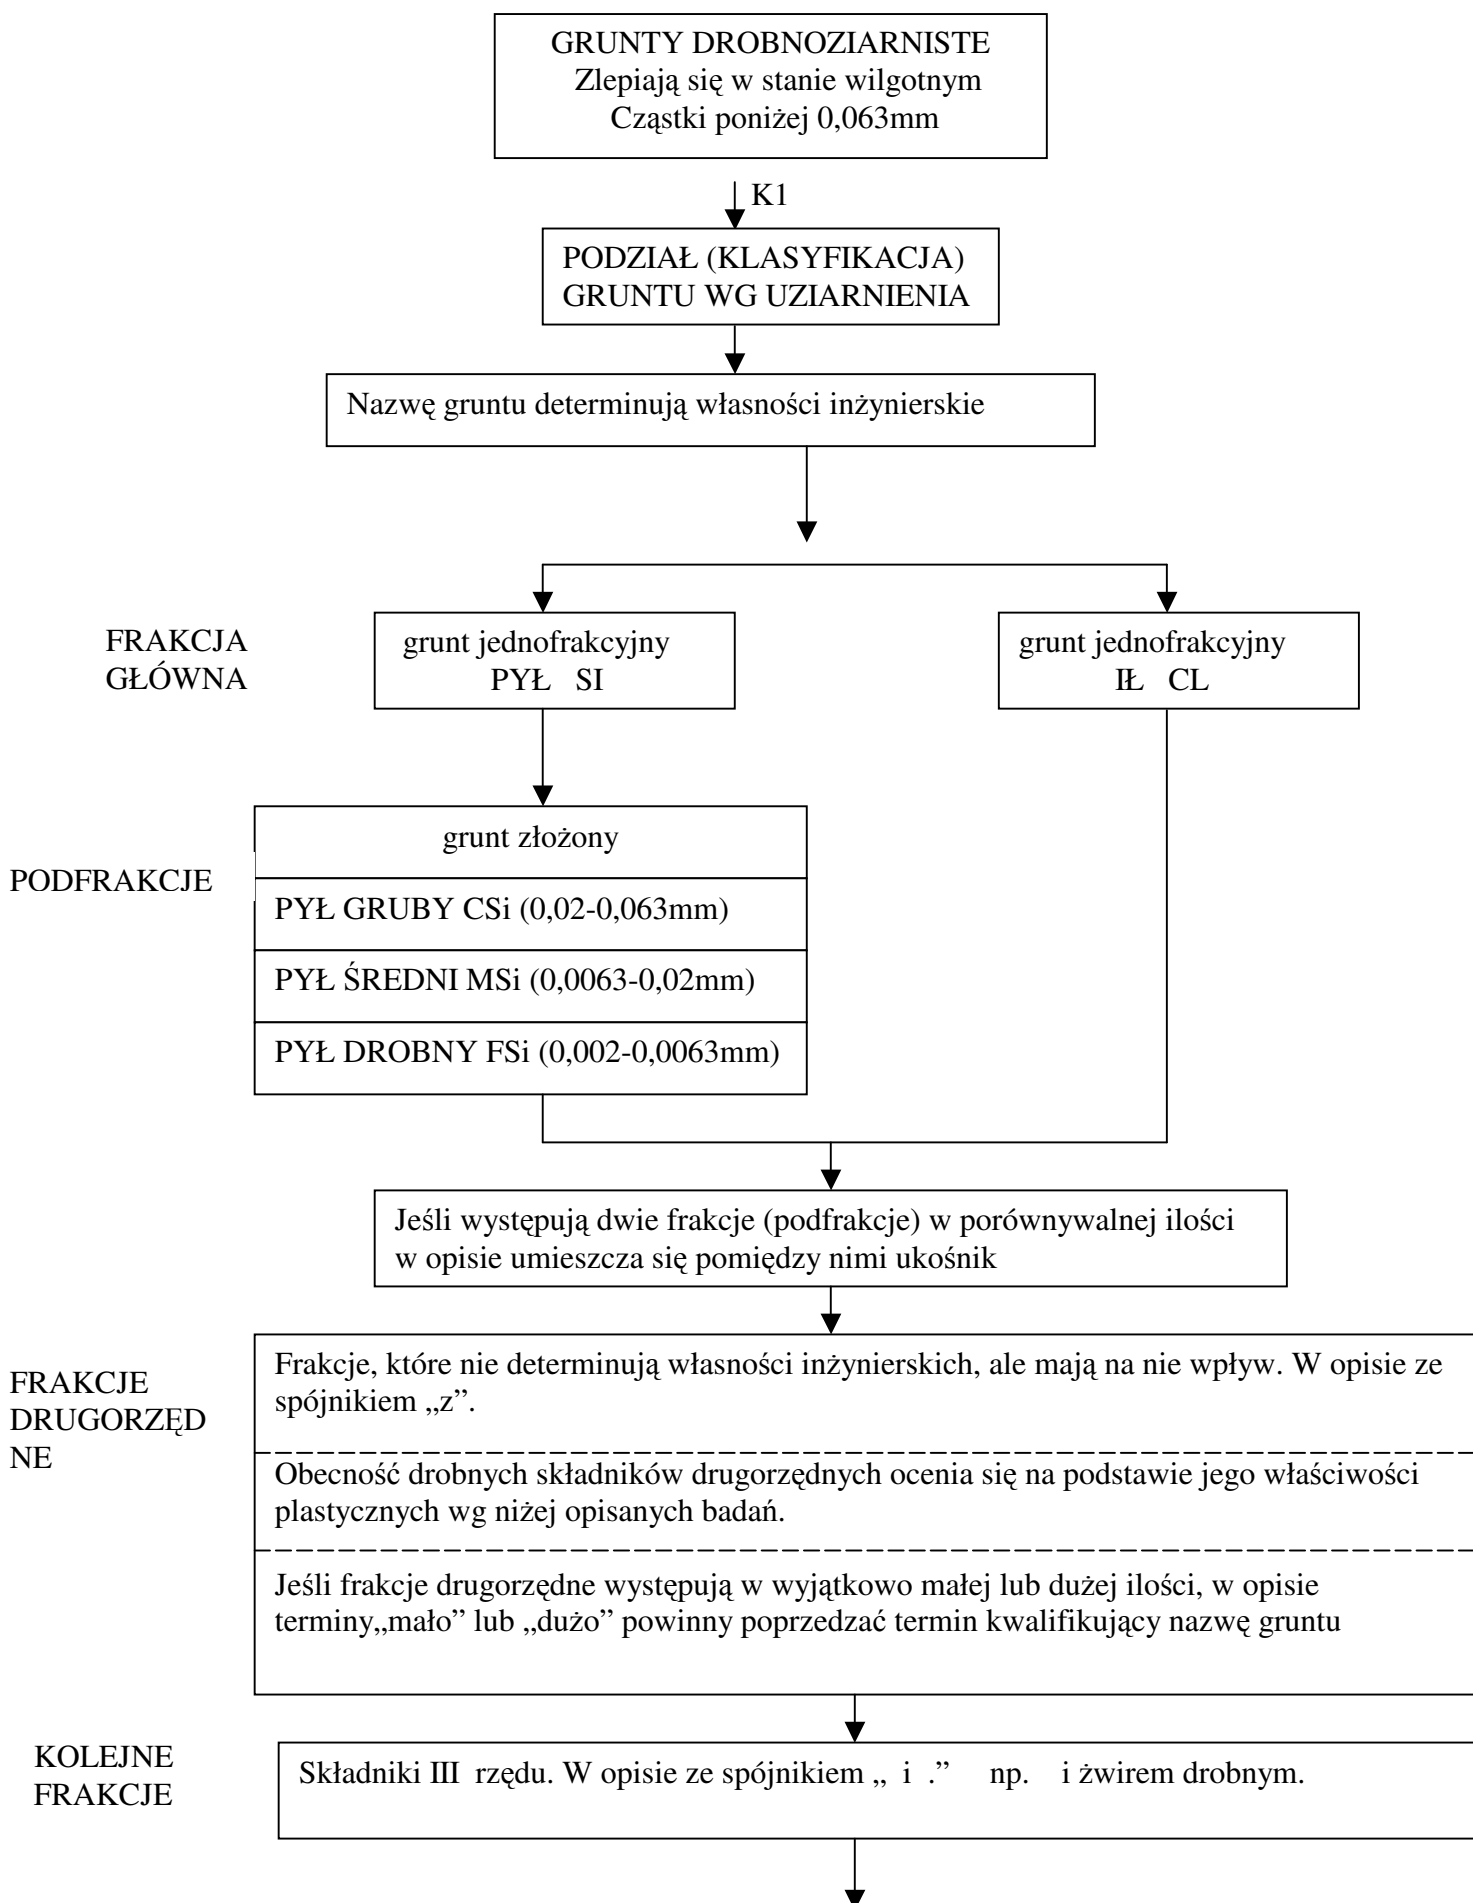 GRUNTY DROBNOZIARNISTE
Zlepiają się w stanie wilgotnym
Cząstki poniżej 0,063mm
K1
PODZIAŁ (KLASYFIKACJA)
GRUNTU WG UZIARNIENIA
Nazwę gruntu determinują własności inżynierskie
FRAKCJA
GŁÓWNA
grunt jednofrakcyjny
PYŁ SI
grunt jednofrakcyjny
IŁ CL
PODFRAKCJE
grunt złożony
PYŁ GRUBY CSi (0,02-0,063mm)
PYŁ ŚREDNI MSi (0,0063-0,02mm)
PYŁ DROBNY FSi (0,002-0,0063mm)
Jeśli występują dwie frakcje (podfrakcje) w porównywalnej ilości
w opisie umieszcza się pomiędzy nimi ukośnik
FRAKCJE
DRUGORZĘD
NE
Frakcje, które nie determinują własności inżynierskich, ale mają na nie wpływ. W opisie ze
spójnikiem „z”.
Obecność drobnych składników drugorzędnych ocenia się na podstawie jego właściwości
plastycznych wg niżej opisanych badań.
Jeśli frakcje drugorzędne występują w wyjątkowo małej lub dużej ilości, w opisie
terminy„mało” lub „dużo” powinny poprzedzać termin kwalifikujący nazwę gruntu
KOLEJNE
FRAKCJE
Składniki III rzędu. W opisie ze spójnikiem „ i .” np. i żwirem drobnym.